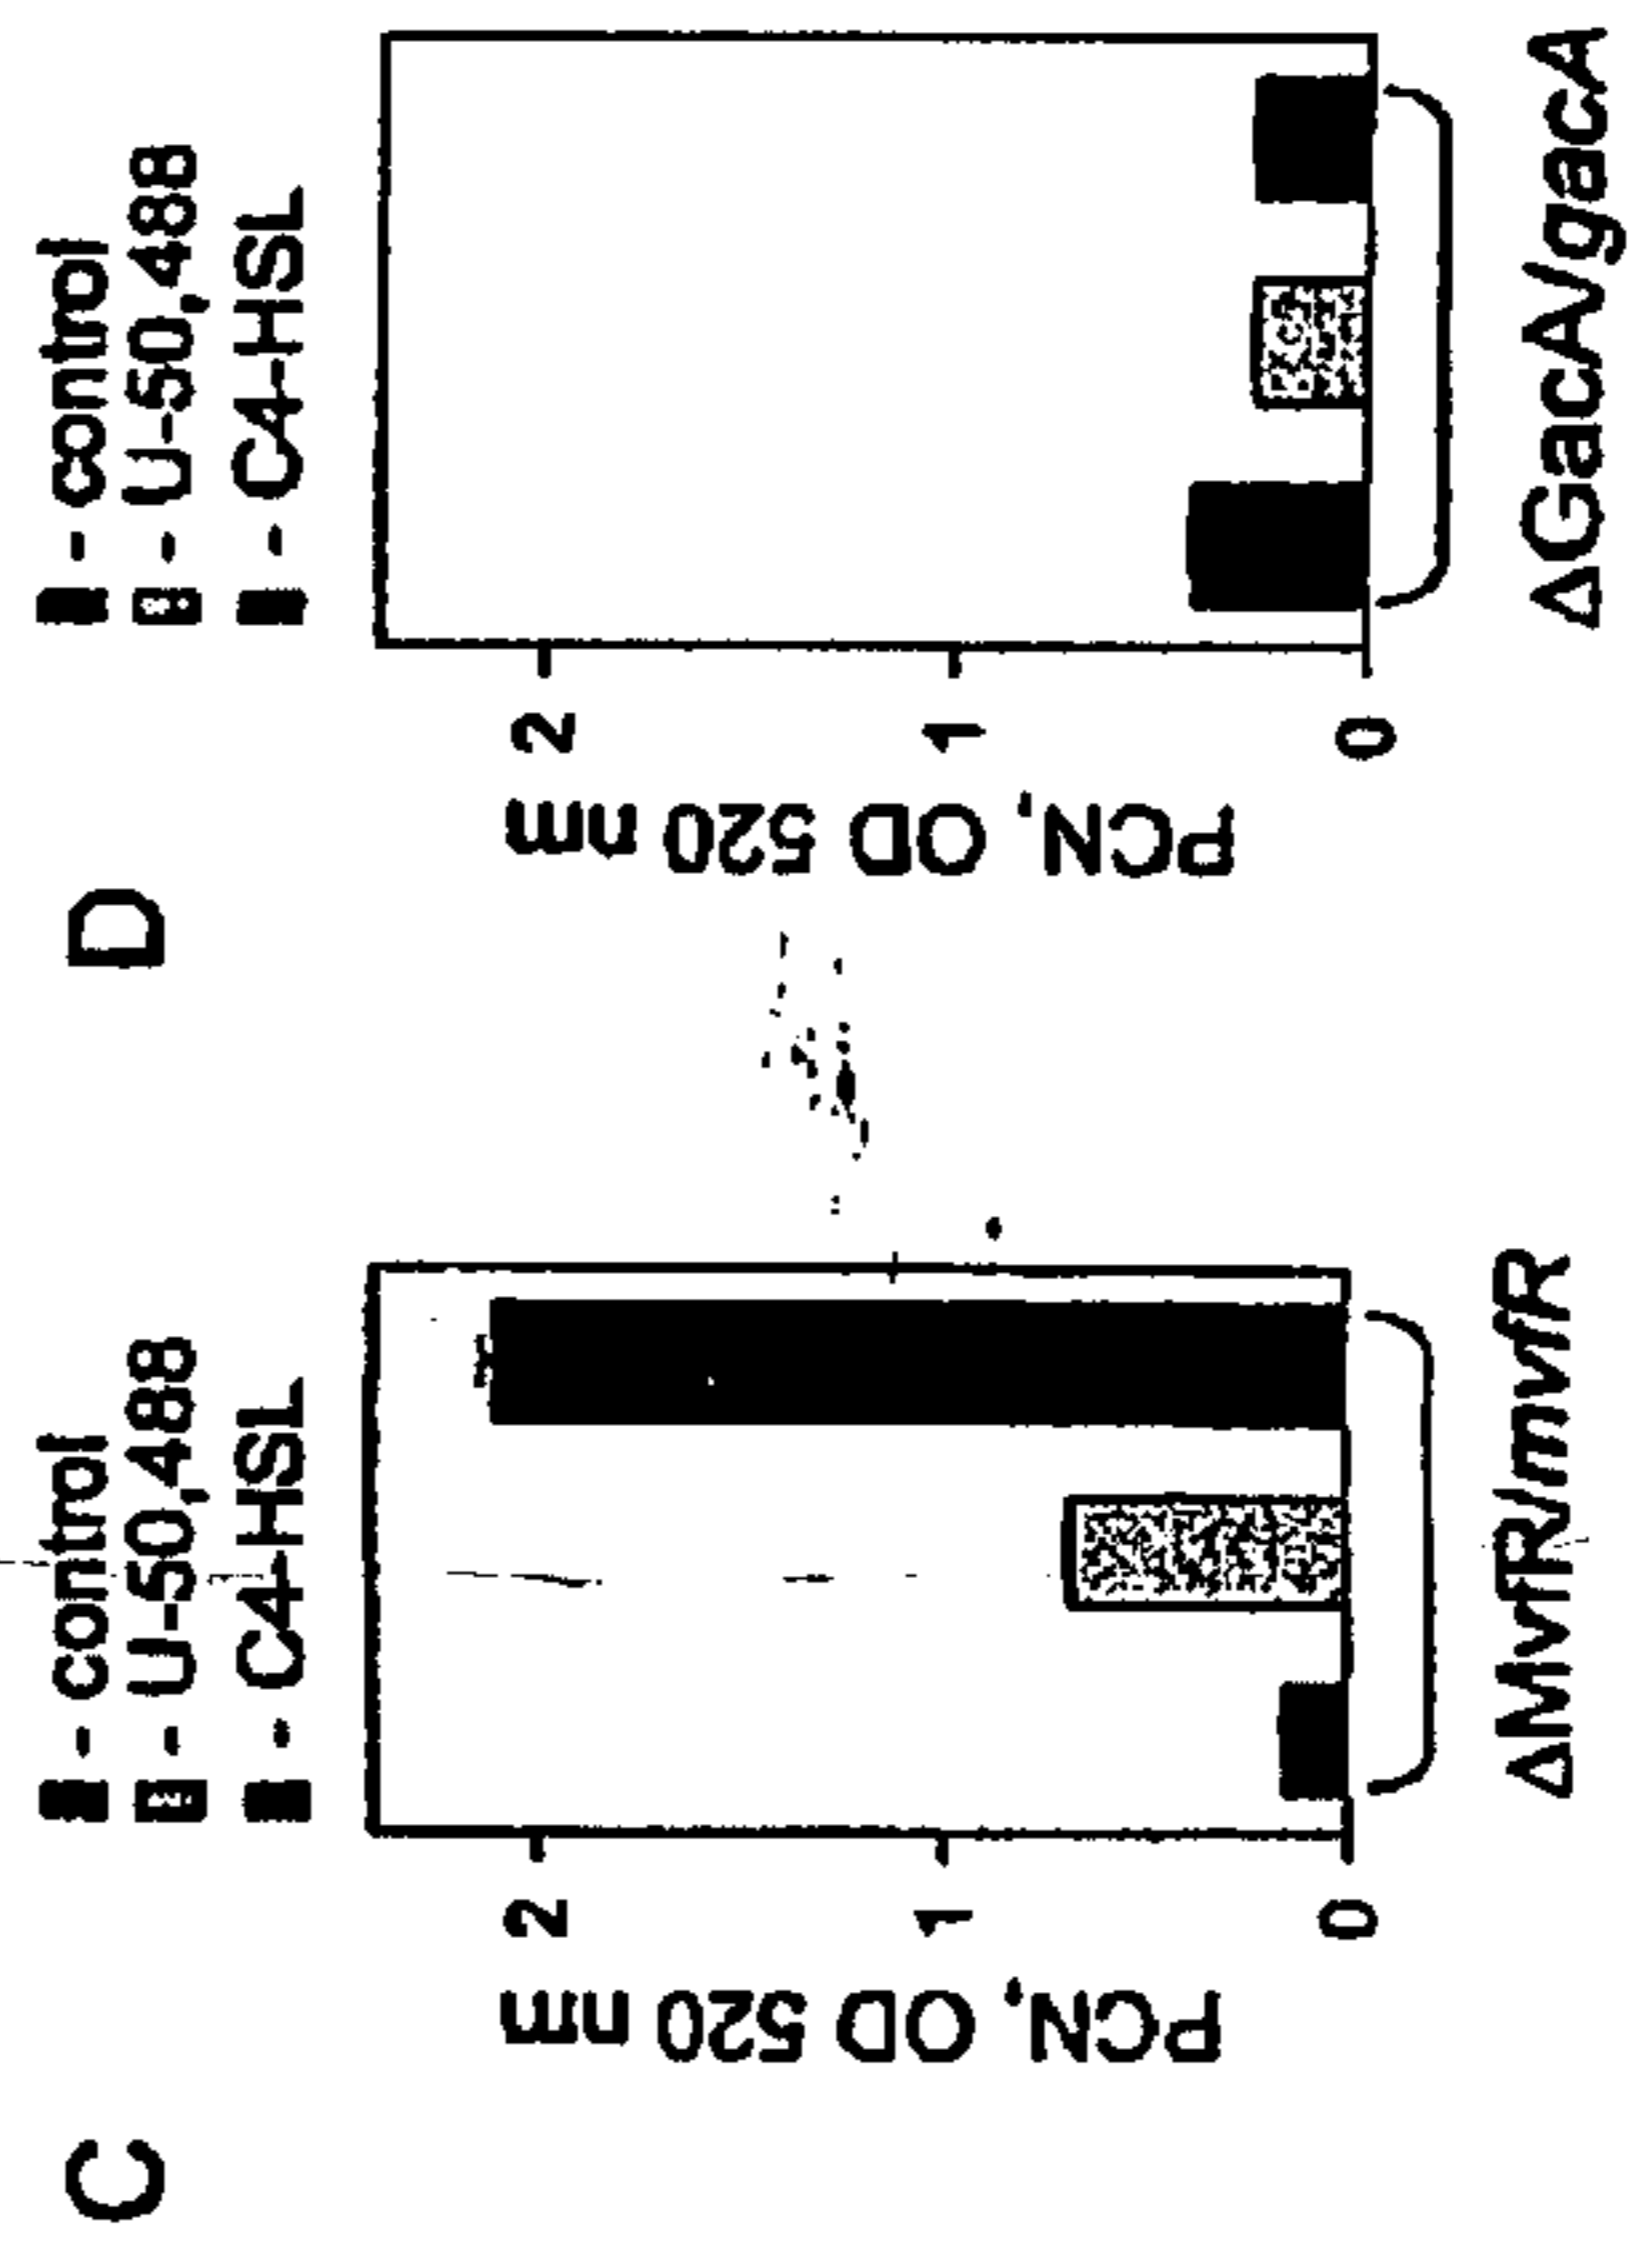 C
- control
- U-50,488
- C4-HSL
PCN, OD 520 nm
2
1
0
ΔMvfR/mvfR
D
- control
- U-50,488
- C4-HSL
PCN, OD 520 nm
2
1
0
ΔGacA/gacA